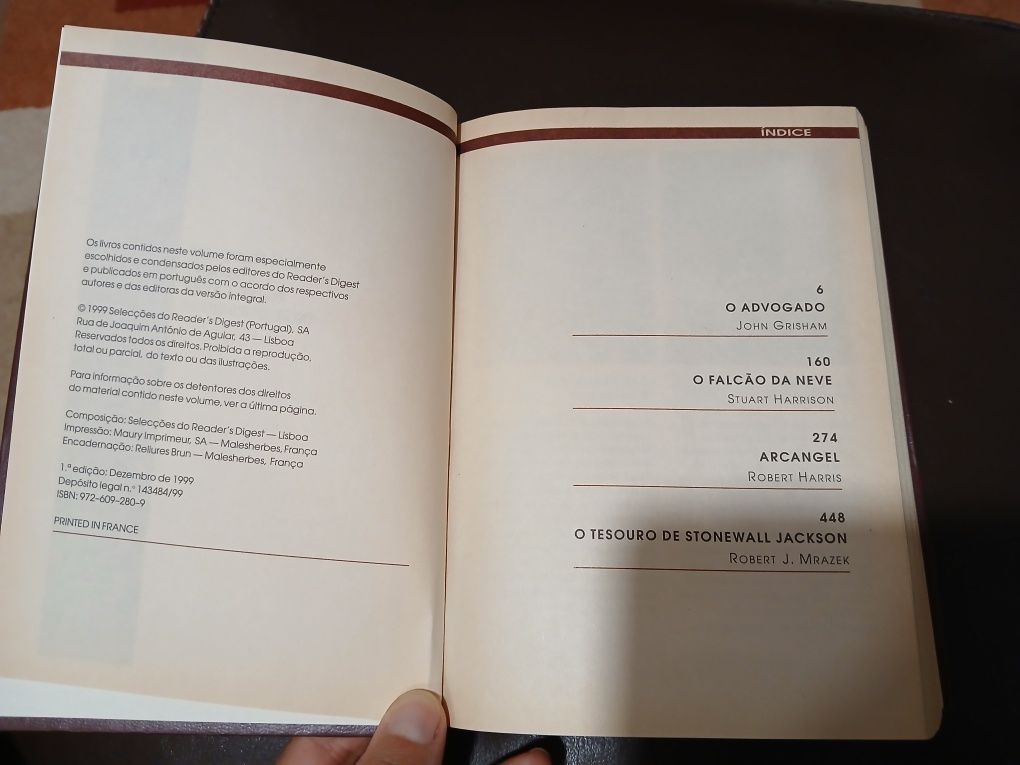 Os livros contidos neste volume foram especialmente
escolhidos e condensados pelos editores do Reader's Digest
e publicados em português com o acordo dos respectivos
autores e das editoras da versão integral.
© 1999 Selecções do Reader's Digest (Portugal), SA
Rua de Joaquim António de Aguiar, 43 — Lisboa
Reservados todos os direitos. Proibida a reprodução,
total ou parcial, do texto ou das ilustrações.
Para informação sobre os detentores dos direitos
do material contido neste volume, ver a última página.
Composição: Selecções do Reader's Digest — Lisboa
Impressão: Maury Imprimeur, SA — Malesherbes, França
Encadernação: Reliures Brun — Malesherbes, França
1.ª edição: Dezembro de 1999
Depósito legal n.º 143484/99
ISBN: 972-609-280-9
PRINTED IN FRANCE
ÍNDICE
6
O ADVOGADO
JOHN GRISHAM
160
O FALCÃO DA NEVE
STUART HARRISON
274
ARCANGEL
ROBERT HARRIS
448
O TESOURO DE STONEWALL JACKSON
ROBERT J. MRAZEK